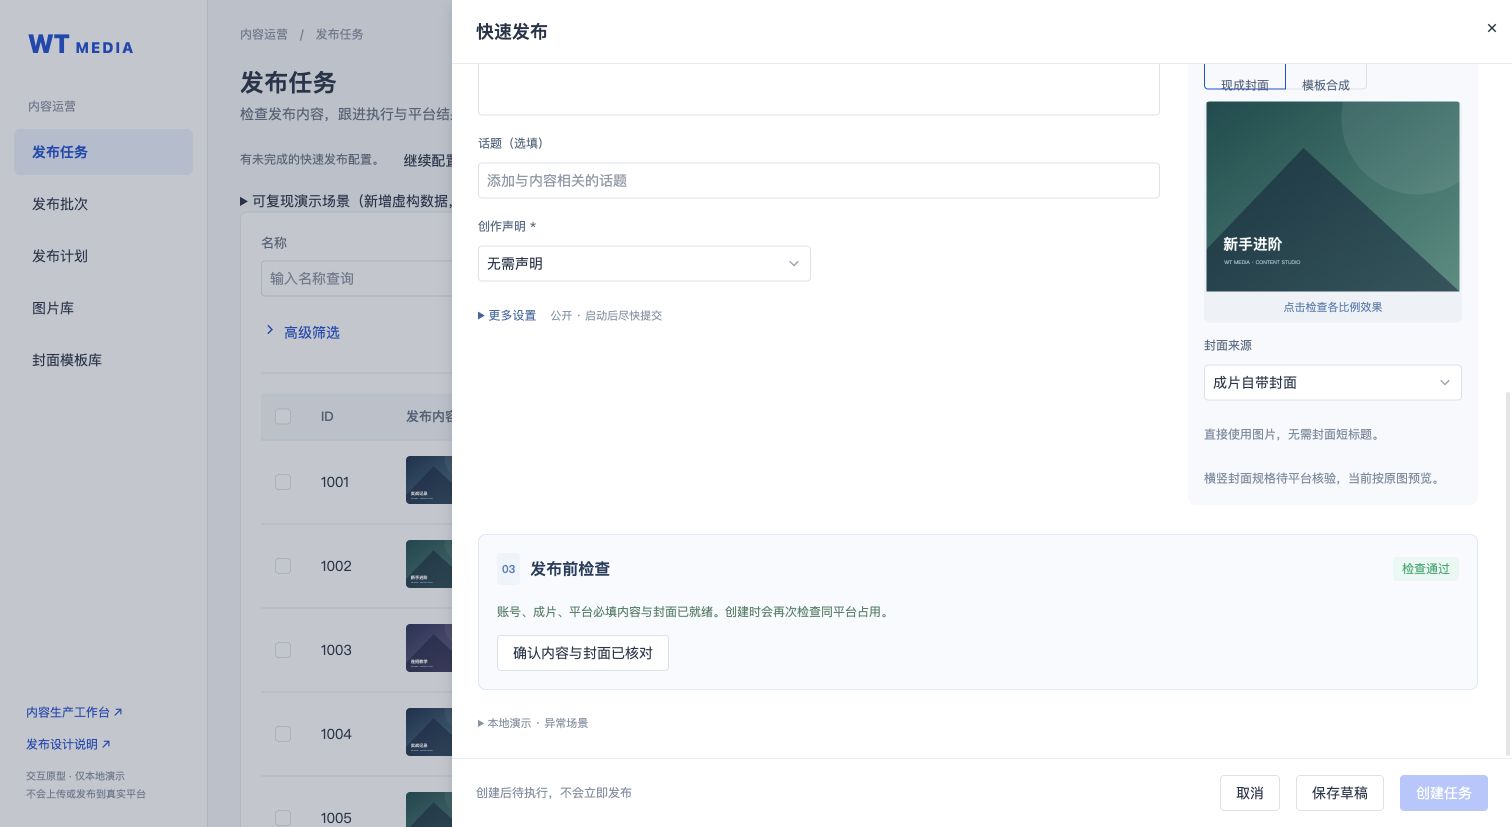 WT MEDIA
内容运营
发布任务
发布批次
发布计划
图片库
封面模板库
内容生产工作台 ↗
发布设计说明 ↗
交互原型 · 仅本地演示
不会上传或发布到真实平台
内容运营 / 发布任务
发布任务
检查发布内容，跟进执行与平台结
有未完成的快速发布配置。 继续配置
▶ 可复现演示场景（新增虚构数据，
名称
输入名称查询
高级筛选
ID 发布内容
1001
1002
新手进阶
1003
1004
1005
快速发布
×
话题（选填）
添加与内容相关的话题
创作声明 *
无需声明
▶ 更多设置 公开 · 启动后尽快提交
现成封面 模板合成
新手进阶
WT MEDIA · CONTENT STUDIO
点击检查各比例效果
封面来源
成片自带封面
直接使用图片，无需封面短标题。
横竖封面规格待平台核验，当前按原图预览。
03 发布前检查 检查通过
账号、成片、平台必填内容与封面已就绪。创建时会再次检查同平台占用。
确认内容与封面已核对
▶ 本地演示 · 异常场景
创建后待执行，不会立即发布
取消 保存草稿 创建任务